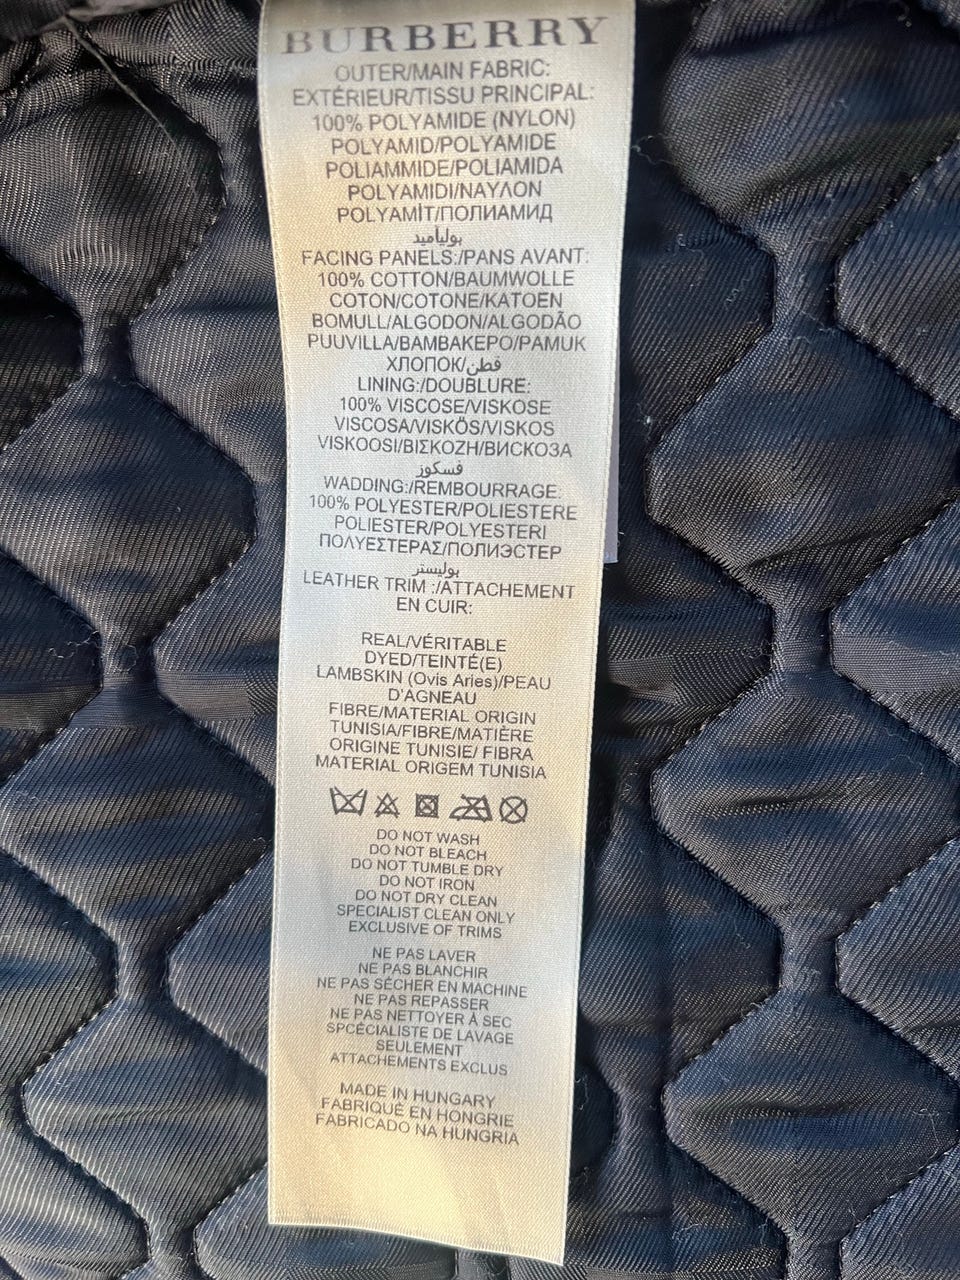 BURBERRY
OUTER/MAIN FABRIC:
EXTÉRIEUR/TISSU PRINCIPAL:
100% POLYAMIDE (NYLON)
POLYAMID/POLYAMIDE
POLIAMMIDE/POLIAMIDA
POLYAMIDI/ΝΑΥΛΟΝ
POLYAMİT/ПОЛИАМИД
بولياميد
FACING PANELS:/PANS AVANT:
100% COTTON/BAUMWOLLE
COTON/COTONE/KATOEN
BOMULL/ALGODON/ALGODÃO
PUUVILLA/ΒΑΜΒΑΚΕΡΟ/PAMUK
ХЛОПОК/قطن
LINING:/DOUBLURE:
100% VISCOSE/VISKOSE
VISCOSA/VISKÖS/VISKOS
VISKOOSI/ΒΙΣΚΟΖΗ/ВИСКОЗА
فسكوز
WADDING:/REMBOURRAGE:
100% POLYESTER/POLIESTERE
POLIESTER/POLYESTERI
ΠΟΛΥΕΣΤΕΡΑΣ/ПОЛИЭСТЕР
بوليستر
LEATHER TRIM :/ATTACHEMENT
EN CUIR:
REAL/VÉRITABLE
DYED/TEINTÉ(E)
LAMBSKIN (Ovis Aries)/PEAU
D'AGNEAU
FIBRE/MATERIAL ORIGIN
TUNISIA/FIBRE/MATIÈRE
ORIGINE TUNISIE/ FIBRA
MATERIAL ORIGEM TUNISIA
DO NOT WASH
DO NOT BLEACH
DO NOT TUMBLE DRY
DO NOT IRON
DO NOT DRY CLEAN
SPECIALIST CLEAN ONLY
EXCLUSIVE OF TRIMS
NE PAS LAVER
NE PAS BLANCHIR
NE PAS SÉCHER EN MACHINE
NE PAS REPASSER
NE PAS NETTOYER À SEC
SPCÉCIALISTE DE LAVAGE
SEULEMENT
ATTACHEMENTS EXCLUS
MADE IN HUNGARY
FABRIQUÉ EN HONGRIE
FABRICADO NA HUNGRIA